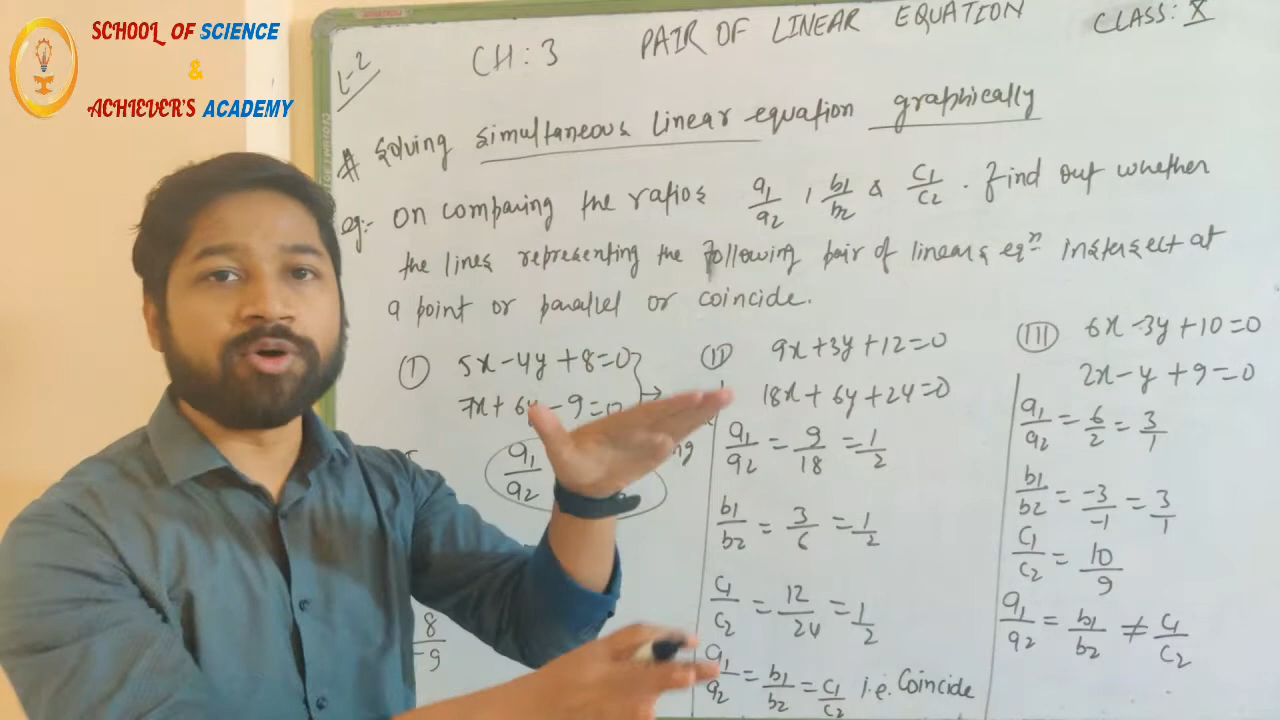 SCHOOL OF SCIENCE
&
ACHIEVER'S ACADEMY
L-2
CH: 3 PAIR OF LINEAR EQUATION CLASS: X
# Solving simultaneous linear equation graphically
eg:- On comparing the ratios a1/a2, b1/b2 & c1/c2. find out whether
the lines representing the following pair of linears eqn instersect at
a point or parallel or coincide.
(I) 5x-4y+8=0
7x+6y-9=0
a1/a2
8/-9
(II) 9x+3y+12=0
18x+6y+24=0
a1/a2 = 9/18 = 1/2
b1/b2 = 3/6 = 1/2
c1/c2 = 12/24 = 1/2
a1/a2 = b1/b2 = c1/c2 i.e. Coincide
(III) 6x-3y+10=0
2x-y+9=0
a1/a2 = 6/2 = 3/1
b1/b2 = -3/-1 = 3/1
c1/c2 = 10/9
a1/a2 = b1/b2 ≠ c1/c2